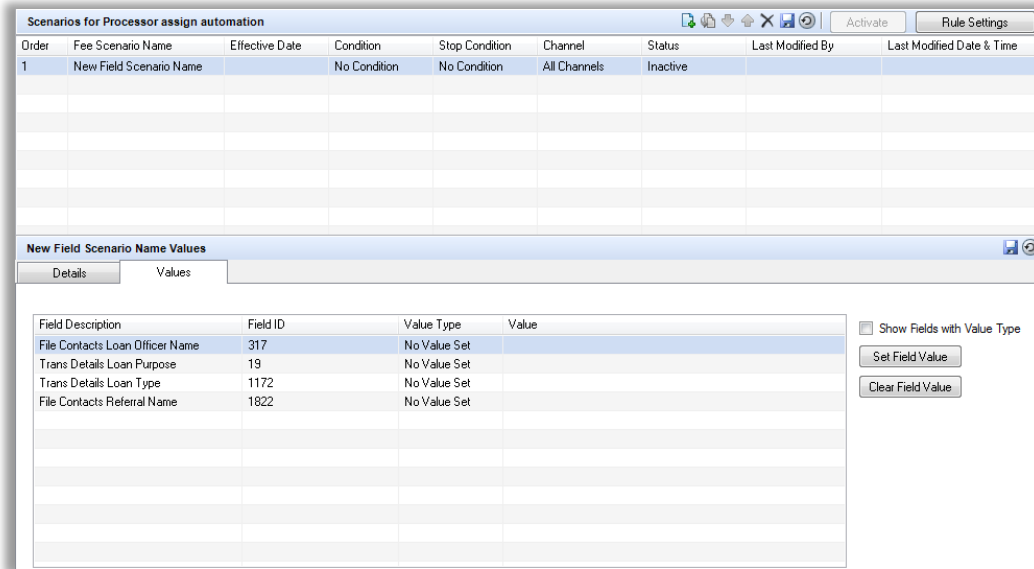 Scenarios for Processor assign automation Activate Rule Settings
Order Fee Scenario Name Effective Date Condition Stop Condition Channel Status Last Modified By Last Modified Date & Time
1 New Field Scenario Name No Condition No Condition All Channels Inactive
New Field Scenario Name Values
Details Values
Field Description Field ID Value Type Value
Show Fields with Value Type
File Contacts Loan Officer Name 317 No Value Set
Set Field Value
Trans Details Loan Purpose 19 No Value Set
Trans Details Loan Type 1172 No Value Set
Clear Field Value
File Contacts Referral Name 1822 No Value Set